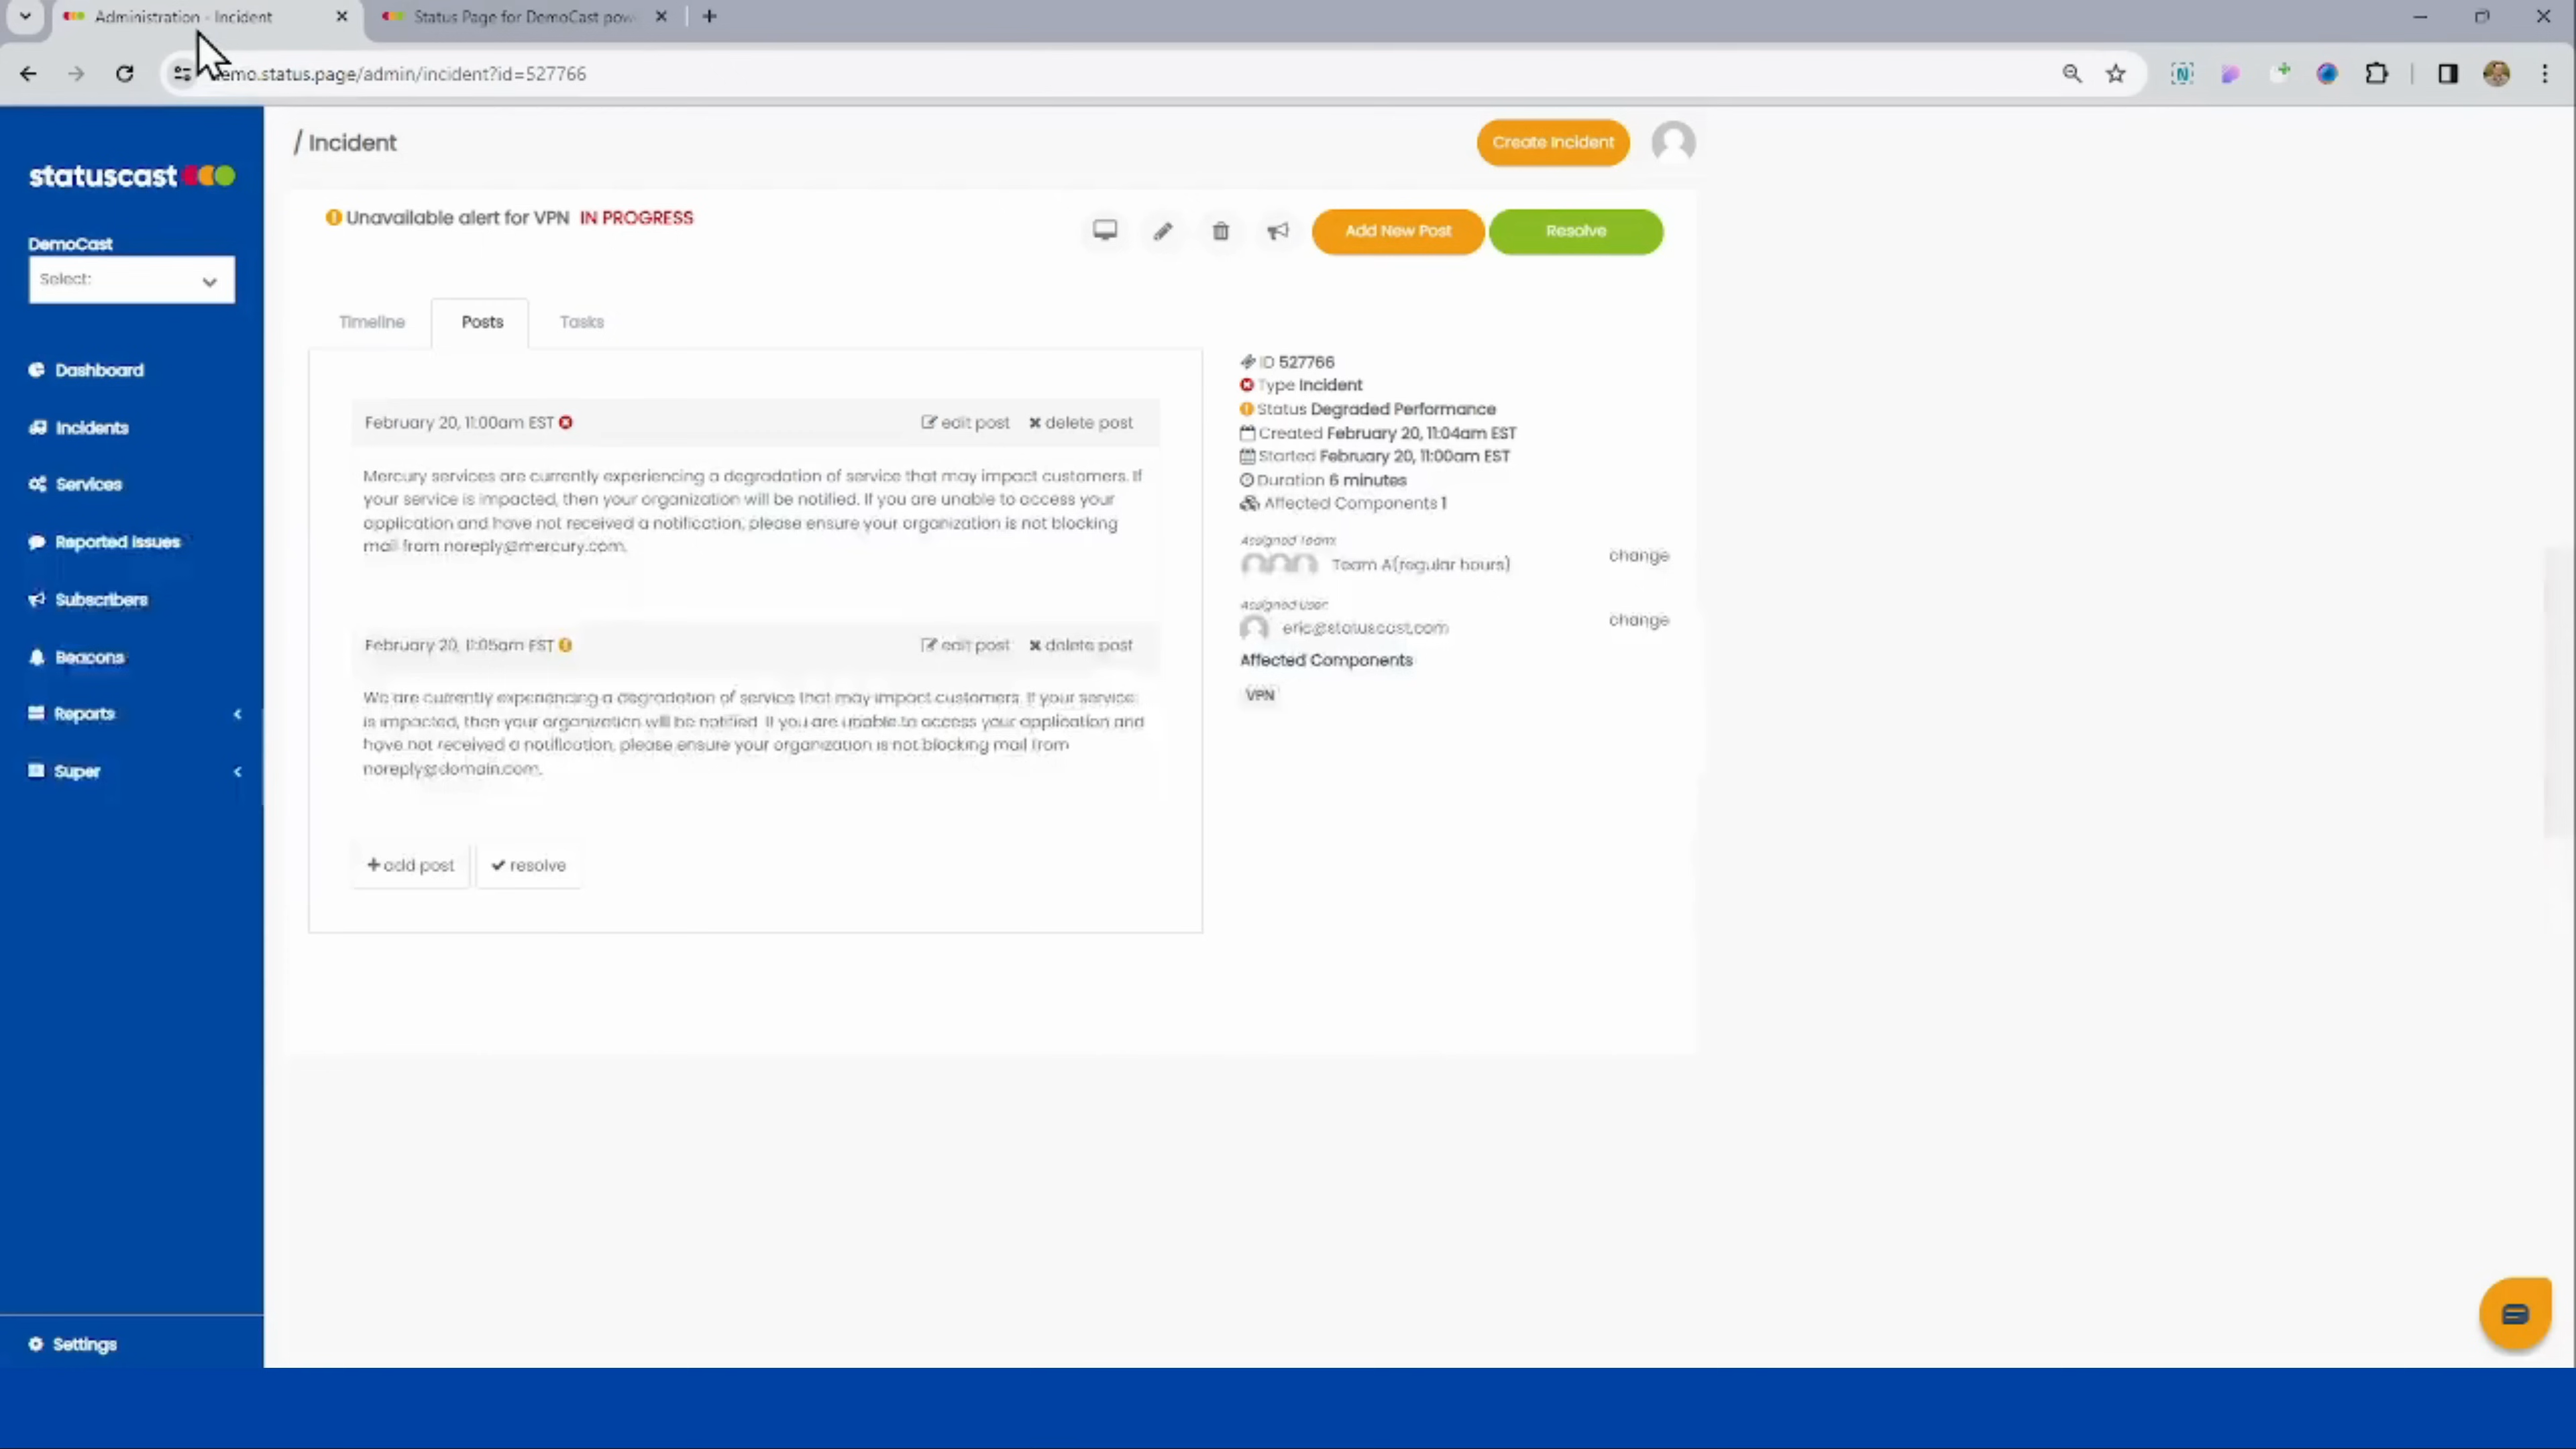 Administration - Incident
Status Page for DemoCast pow
demo.status.page/admin/incident?id=527766
statuscast
DemoCast
Select:
Dashboard
Incidents
Services
Reported Issues
Subscribers
Beacons
Reports
Super
Settings
/ Incident
Create Incident
Unavailable alert for VPN IN PROGRESS
Add New Post
Resolve
Timeline
Posts
Tasks
February 20, 11:00am EST
edit post
delete post
Mercury services are currently experiencing a degradation of service that may impact customers. If
your service is impacted, then your organization will be notified. If you are unable to access your
application and have not received a notification, please ensure your organization is not blocking
mail from noreply@mercury.com.
February 20, 11:05am EST
edit post
delete post
We are currently experiencing a degradation of service that may impact customers. If your service
is impacted, then your organization will be notified. If you are unable to access your application and
have not received a notification, please ensure your organization is not blocking mail from
noreply@domain.com.
+ add post
resolve
ID 527766
Type Incident
Status Degraded Performance
Created February 20, 11:04am EST
Started February 20, 11:00am EST
Duration 6 minutes
Affected Components 1
Assigned Team:
Team A(regular hours)
change
Assigned User:
eric@statuscast.com
change
Affected Components
VPN